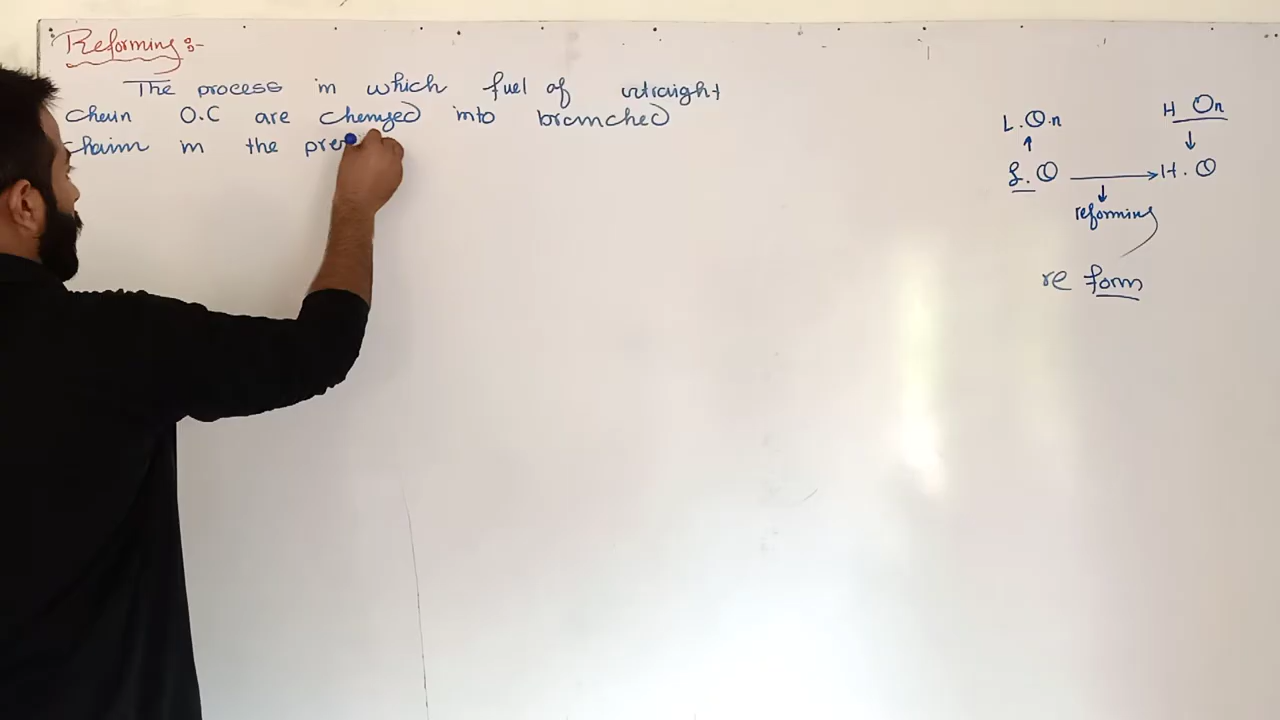 Reforming :-
The process in which fuel of straight
chain O.C are changed into branched
chain in the pre
L.O.n
H On
L.O → H.O
reforming
re form